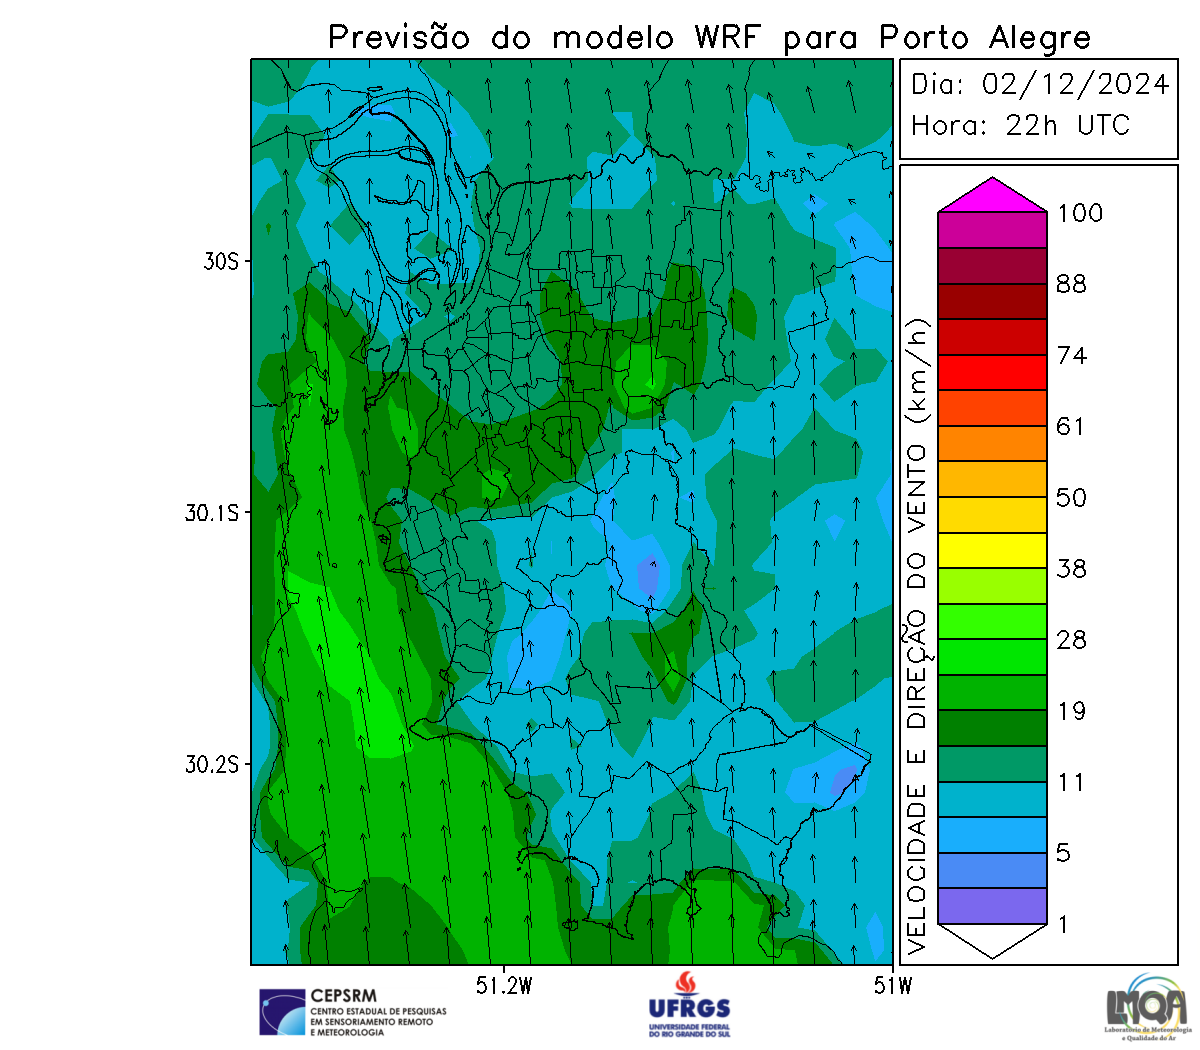 Previsão do modelo WRF para Porto Alegre
Dia: 02/12/2024
Hora: 22h UTC
30S
30.1S
30.2S
51.2W
51W
VELOCIDADE E DIREÇÃO DO VENTO (km/h)
100
88
74
61
50
38
28
19
11
5
1
CEPSRM
CENTRO ESTADUAL DE PESQUISAS
EM SENSORIAMENTO REMOTO
E METEOROLOGIA
UFRGS
UNIVERSIDADE FEDERAL
DO RIO GRANDE DO SUL
LMQA
Laboratório de Meteorologia
e Qualidade do Ar